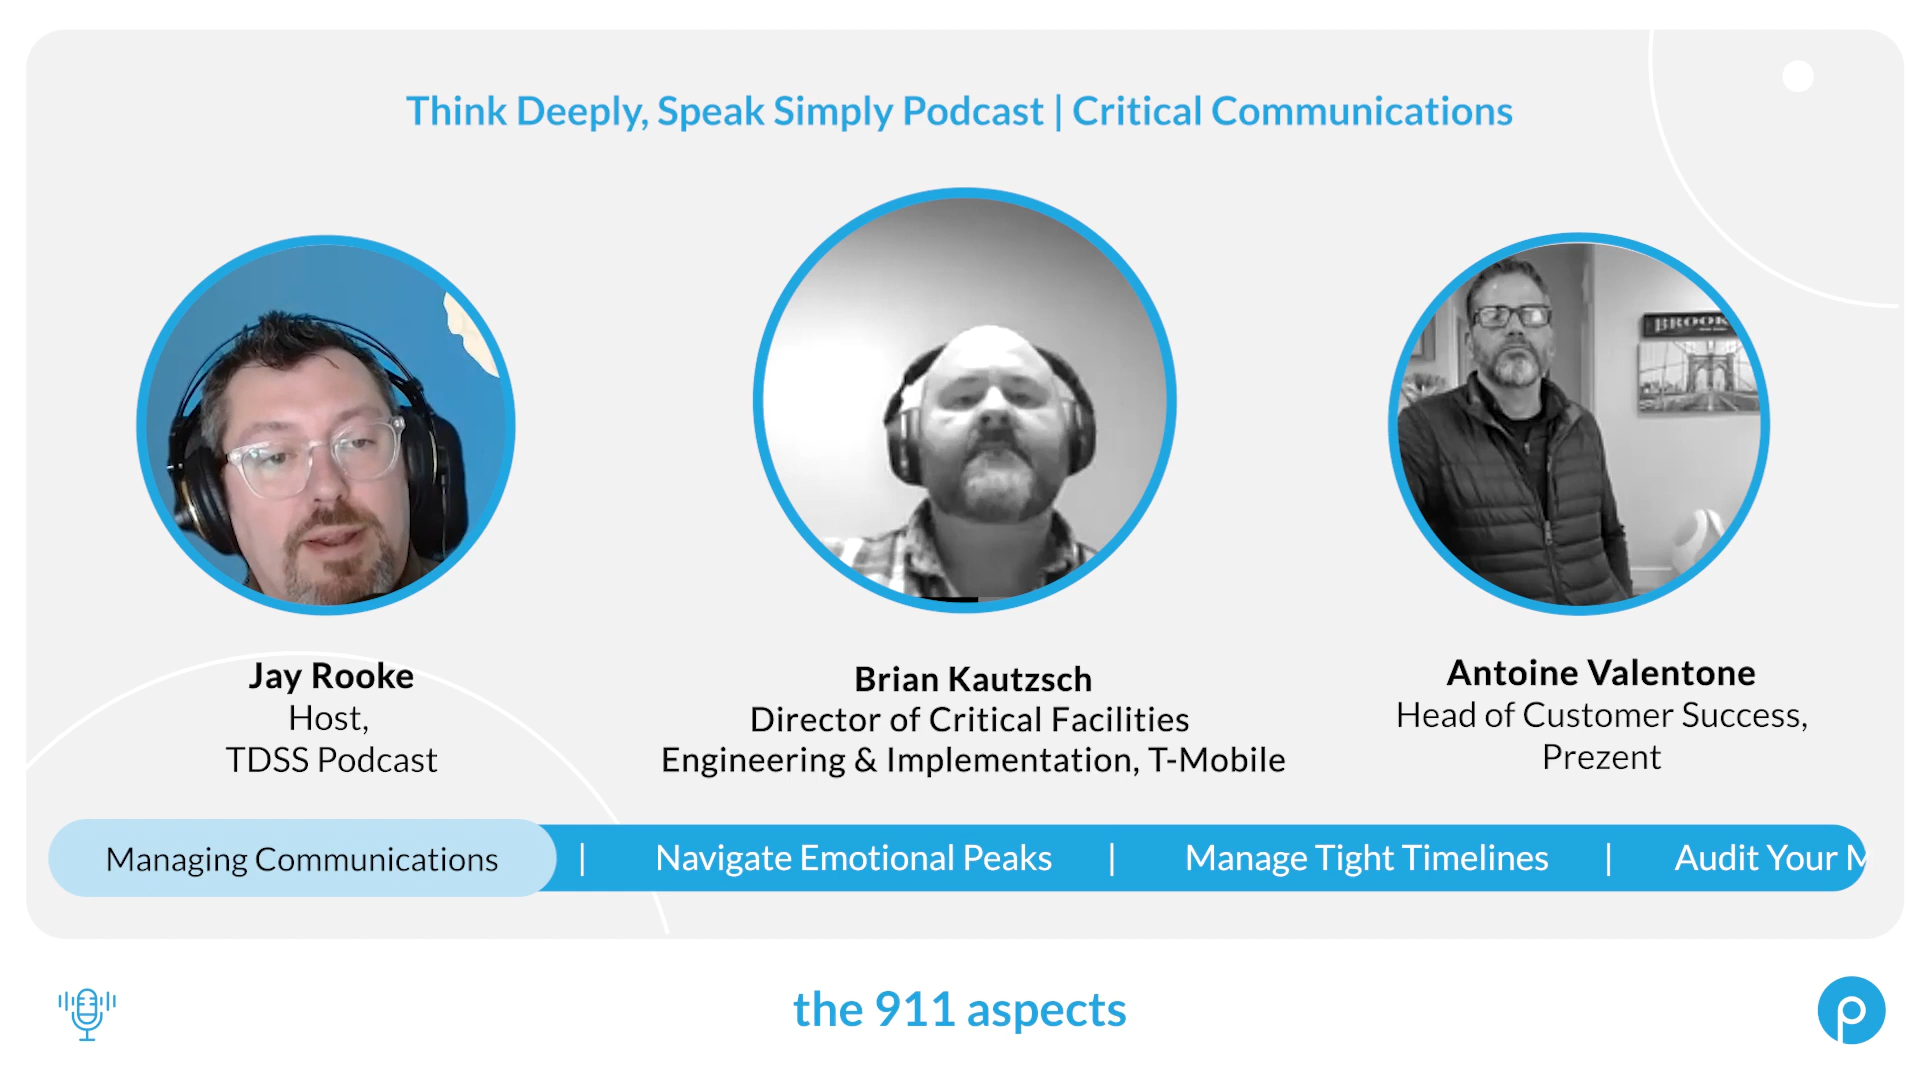 Think Deeply, Speak Simply Podcast | Critical Communications
BROOK
Jay Rooke
Host,
TDSS Podcast
Brian Kautzsch
Director of Critical Facilities
Engineering & Implementation, T-Mobile
Antoine Valentone
Head of Customer Success,
Prezent
Managing Communications | Navigate Emotional Peaks | Manage Tight Timelines | Audit Your M
the 911 aspects